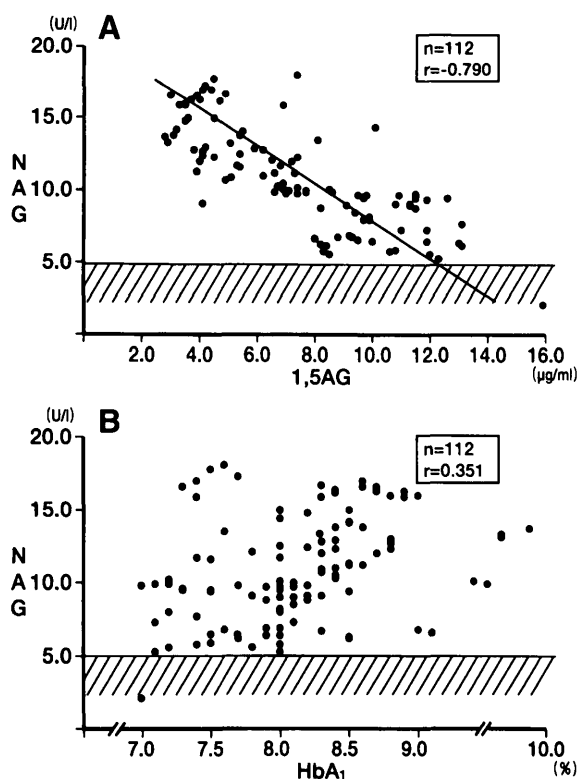 (U/l)
A
20.0
n=112
r=-0.790
15.0
N
A
G
10.0
5.0
2.0 4.0 6.0 8.0 10.0 12.0 14.0 16.0
1,5AG (μg/ml)
(U/l)
B
20.0
n=112
r=0.351
15.0
N
A
G
10.0
5.0
7.0 7.5 8.0 8.5 9.0 10.0
HbA₁ (%)